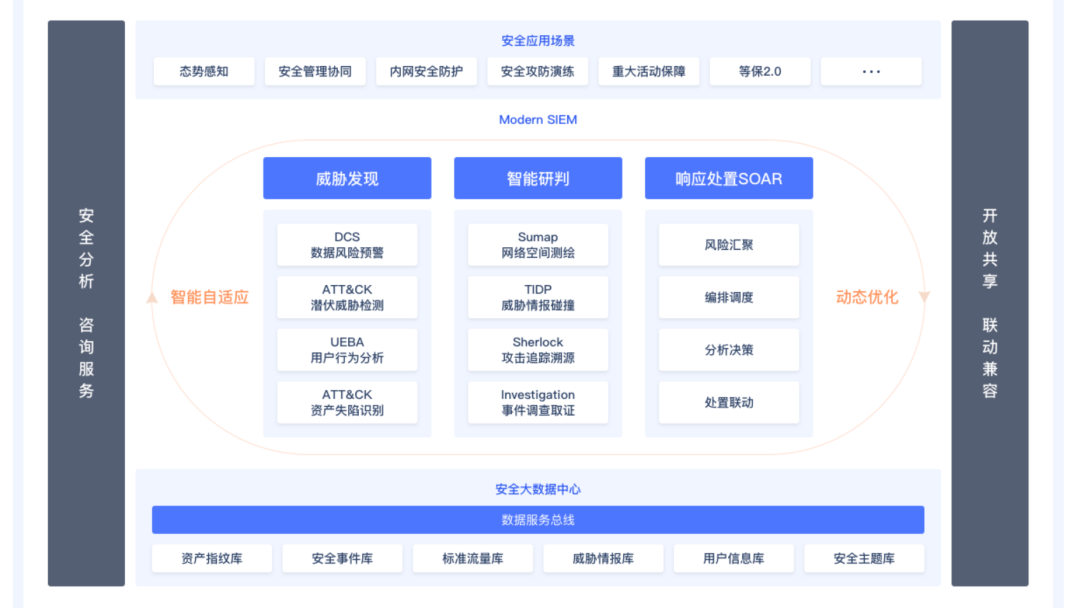 安全应用场景
态势感知
安全管理协同
内网安全防护
安全攻防演练
重大活动保障
等保2.0
...
Modern SIEM
安全分析 咨询服务
智能自适应
威胁发现
DCS
数据风险预警
ATT&CK
潜伏威胁检测
UEBA
用户行为分析
ATT&CK
资产失陷识别
智能研判
Sumap
网络空间测绘
TIDP
威胁情报碰撞
Sherlock
攻击追踪溯源
Investigation
事件调查取证
响应处置SOAR
风险汇聚
编排调度
分析决策
处置联动
动态优化
开放共享 联动兼容
安全大数据中心
数据服务总线
资产指纹库
安全事件库
标准流量库
威胁情报库
用户信息库
安全主题库